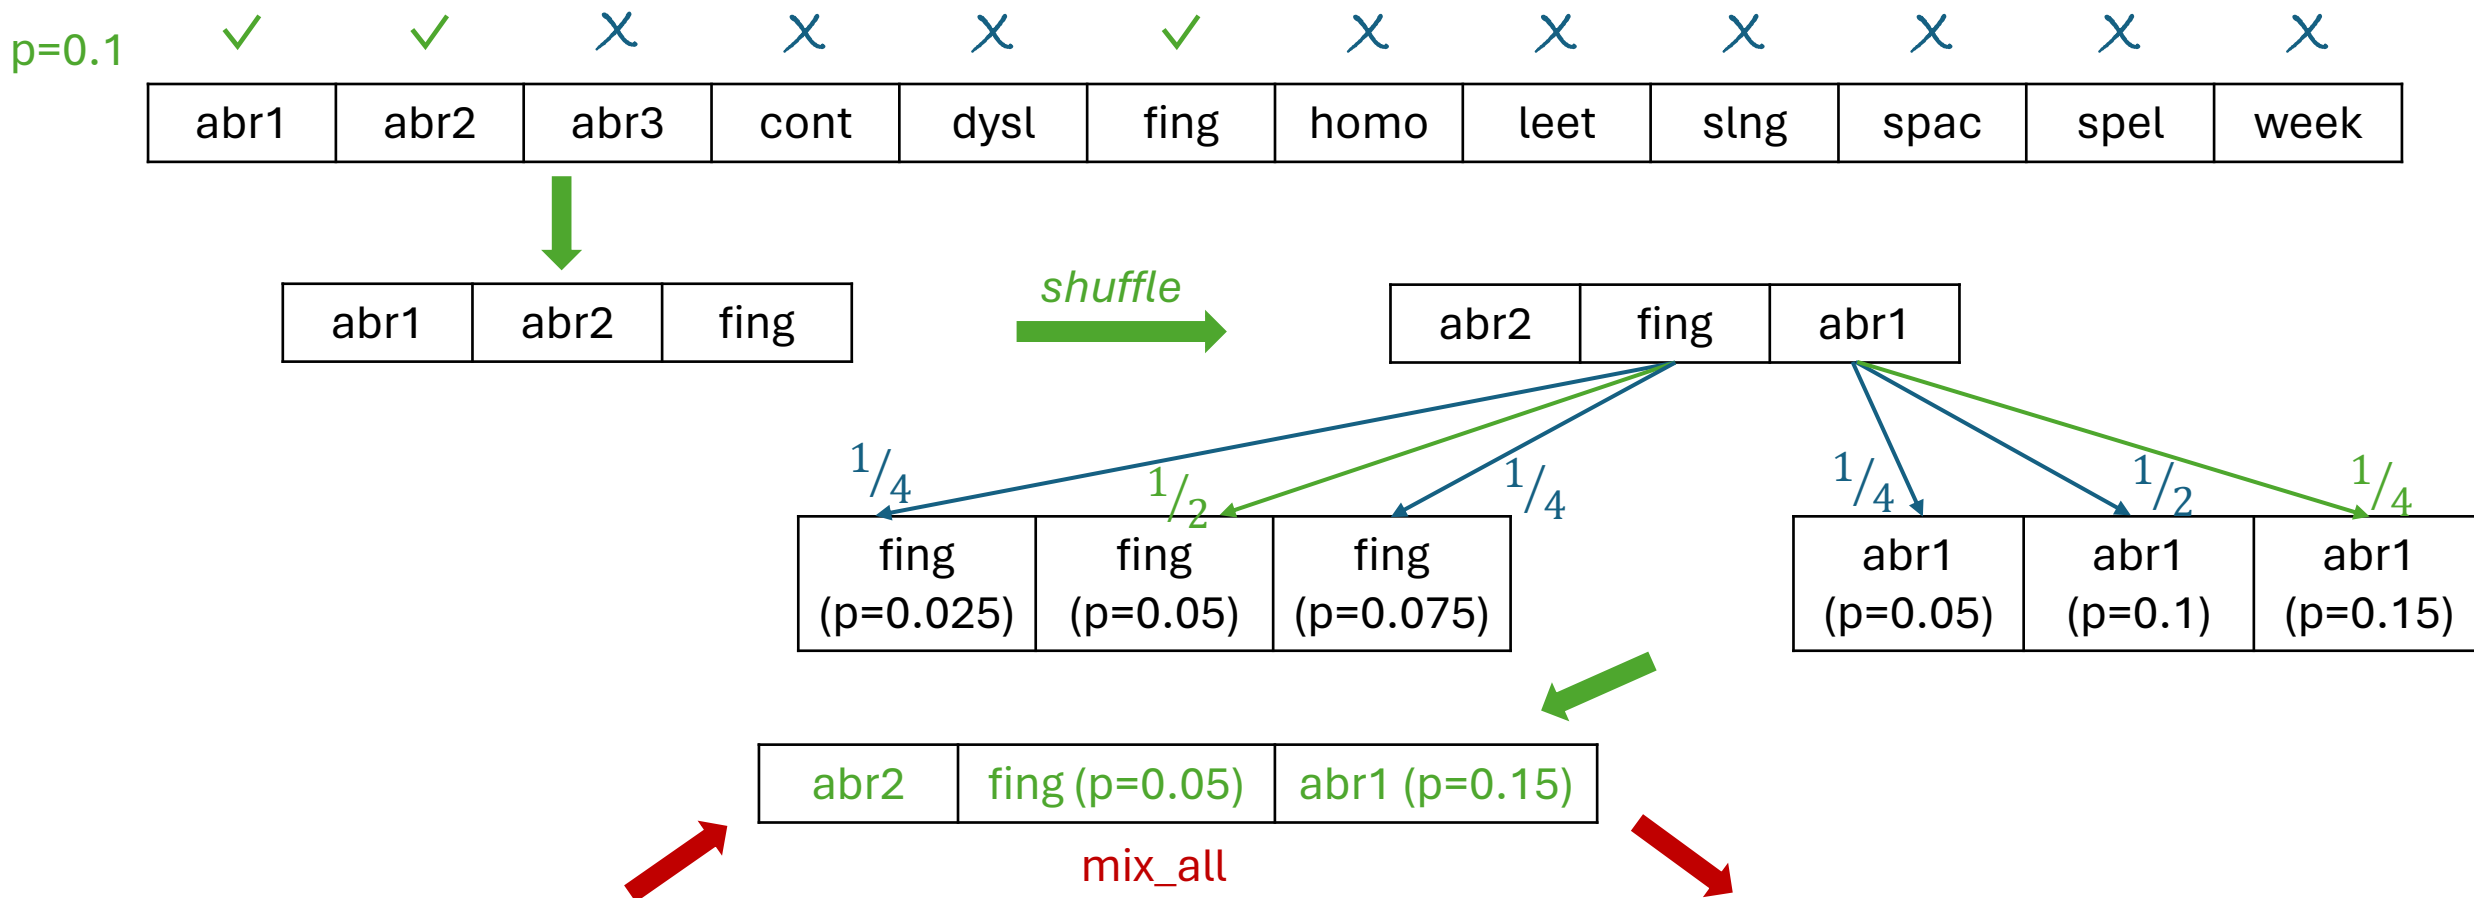 p=0.1 ✓ ✓ X X X ✓ X X X X X X
abr1 abr2 abr3 cont dysl fing homo leet slng spac spel week
shuffle
abr1 abr2 fing abr2 fing abr1
1/4 1/2 1/4 1/4 1/2 1/4
fing fing fing abr1 abr1 abr1
(p=0.025) (p=0.05) (p=0.075) (p=0.05) (p=0.1) (p=0.15)
abr2 fing (p=0.05) abr1 (p=0.15)
mix_all